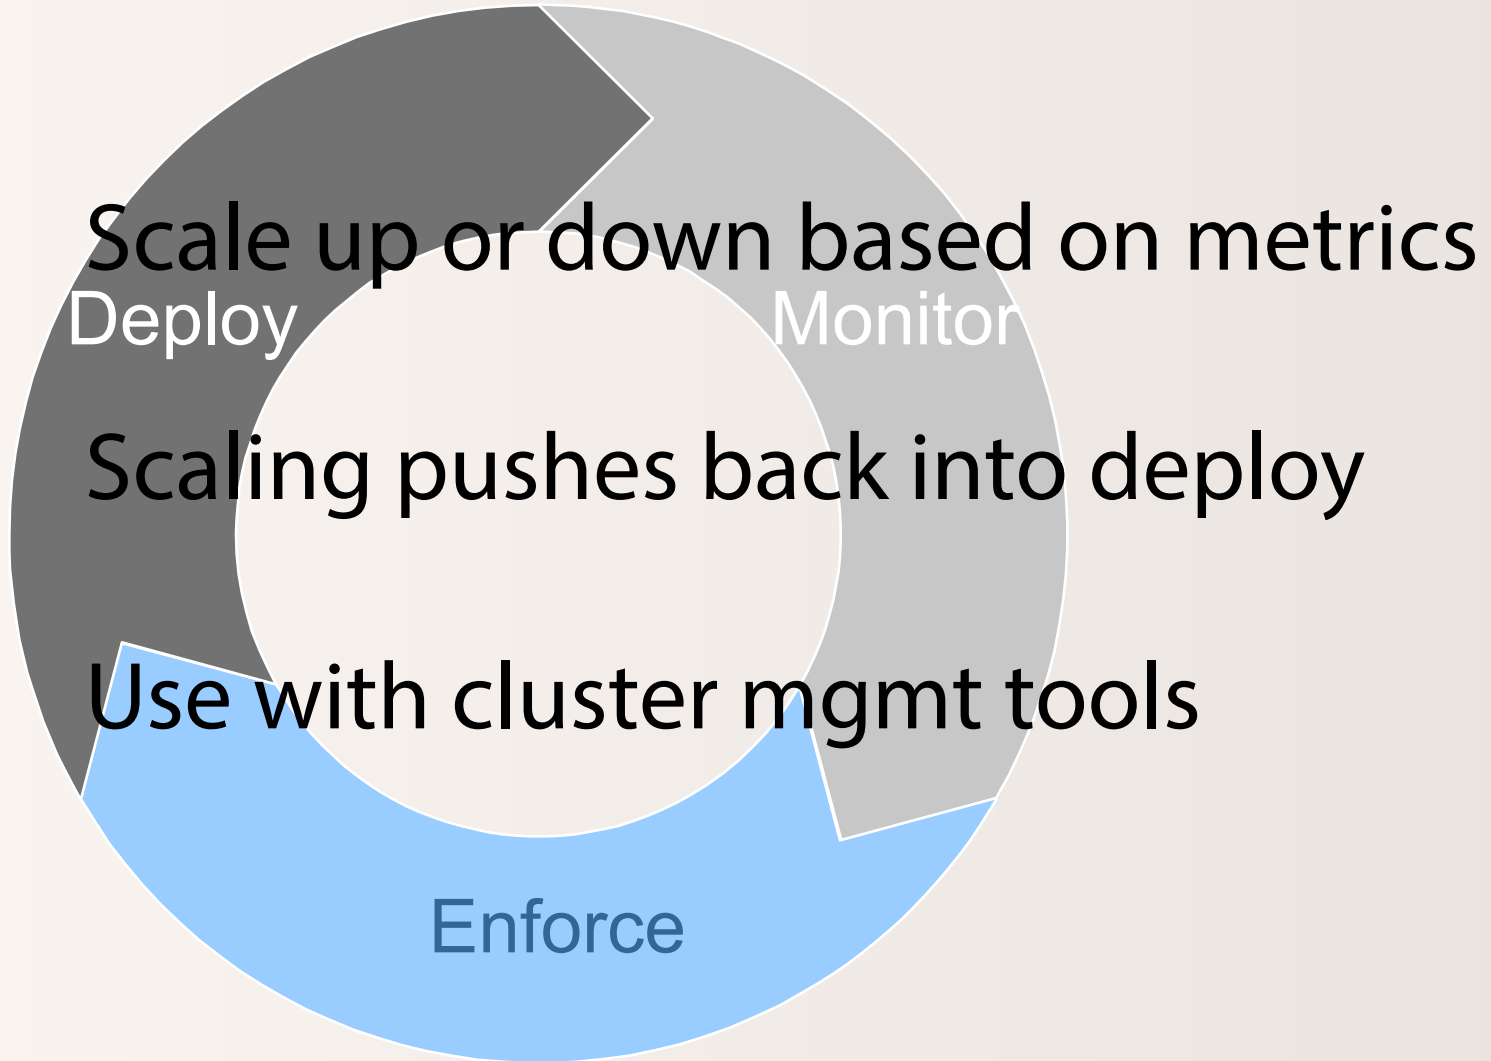 Scale up or down based on metrics
Deploy
Monitor
Scaling pushes back into deploy
Use with cluster mgmt tools
Enforce